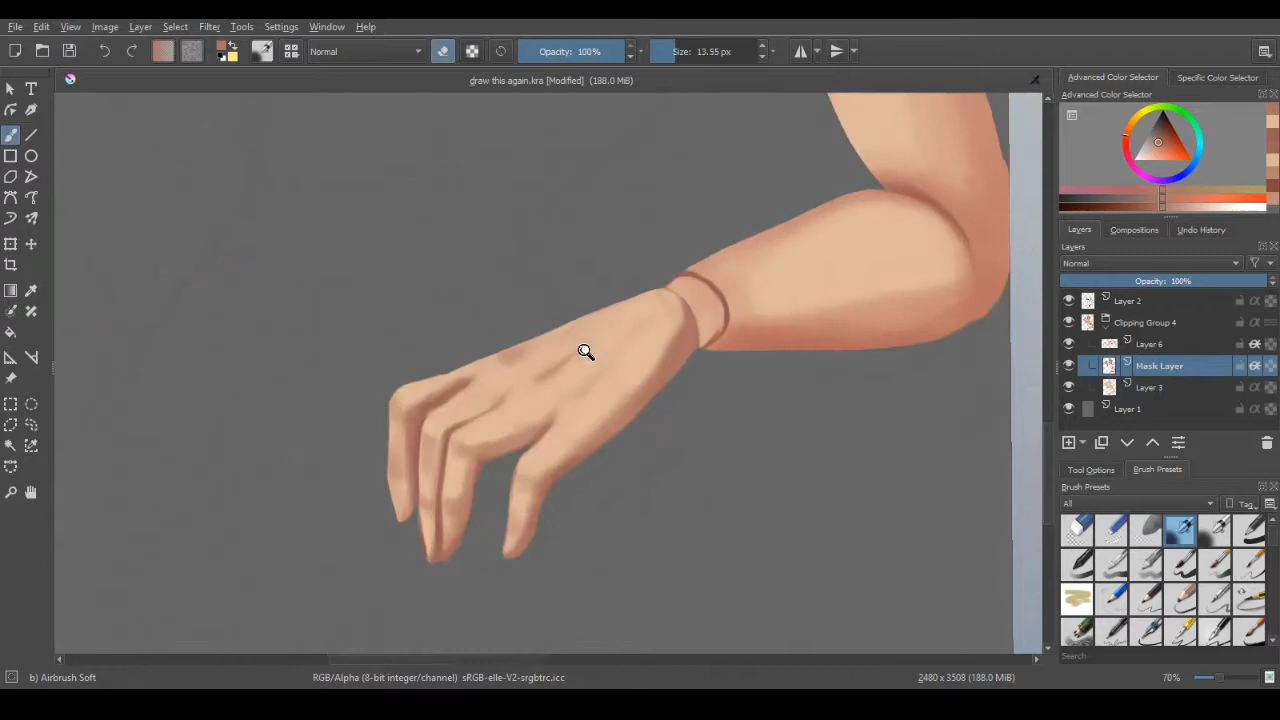 File Edit View Image Layer Select Filter Tools Settings Window Help
Normal Opacity: 100% Size: 13.55 px
draw this again.kra [Modified] (188.0 MiB)
Advanced Color Selector Specific Color Selector
Advanced Color Selector
Layers Compositions Undo History
Layers
Normal
Opacity: 100%
Layer 2
Clipping Group 4
Layer 6
Mask Layer
Layer 3
Layer 1
Tool Options Brush Presets
Brush Presets
All Tag
Search
b) Airbrush Soft RGB/Alpha (8-bit integer/channel) sRGB-elle-V2-srgbtrc.icc 2480 x 3508 (188.0 MiB) 70%